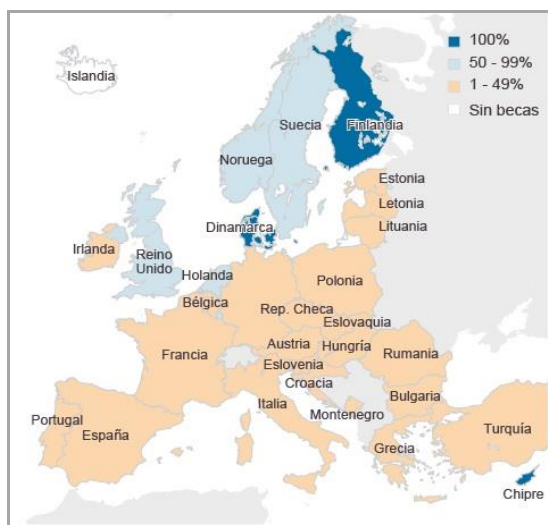 100%
50 - 99%
1 - 49%
Sin becas
Islandia
Finlandia
Suecia
Noruega
Estonia
Letonia
Lituania
Dinamarca
Irlanda
Reino
Unido
Holanda
Bélgica
Polonia
Rep. Checa
Eslovaquia
Austria
Hungría
Francia
Eslovenia
Rumania
Croacia
Italia
Montenegro
Bulgaria
Portugal
España
Grecia
Turquía
Chipre